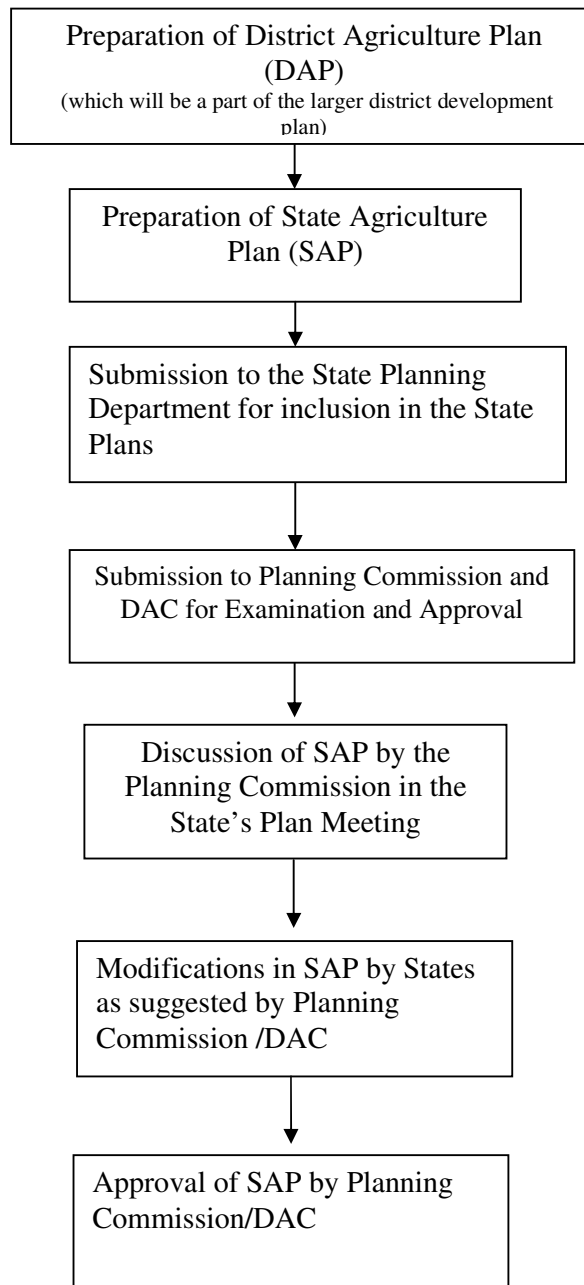 Preparation of District Agriculture Plan
(DAP)
(which will be a part of the larger district development
plan)
Preparation of State Agriculture
Plan (SAP)
Submission to the State Planning
Department for inclusion in the State
Plans
Submission to Planning Commission and
DAC for Examination and Approval
Discussion of SAP by the
Planning Commission in the
State’s Plan Meeting
Modifications in SAP by States
as suggested by Planning
Commission /DAC
Approval of SAP by Planning
Commission/DAC